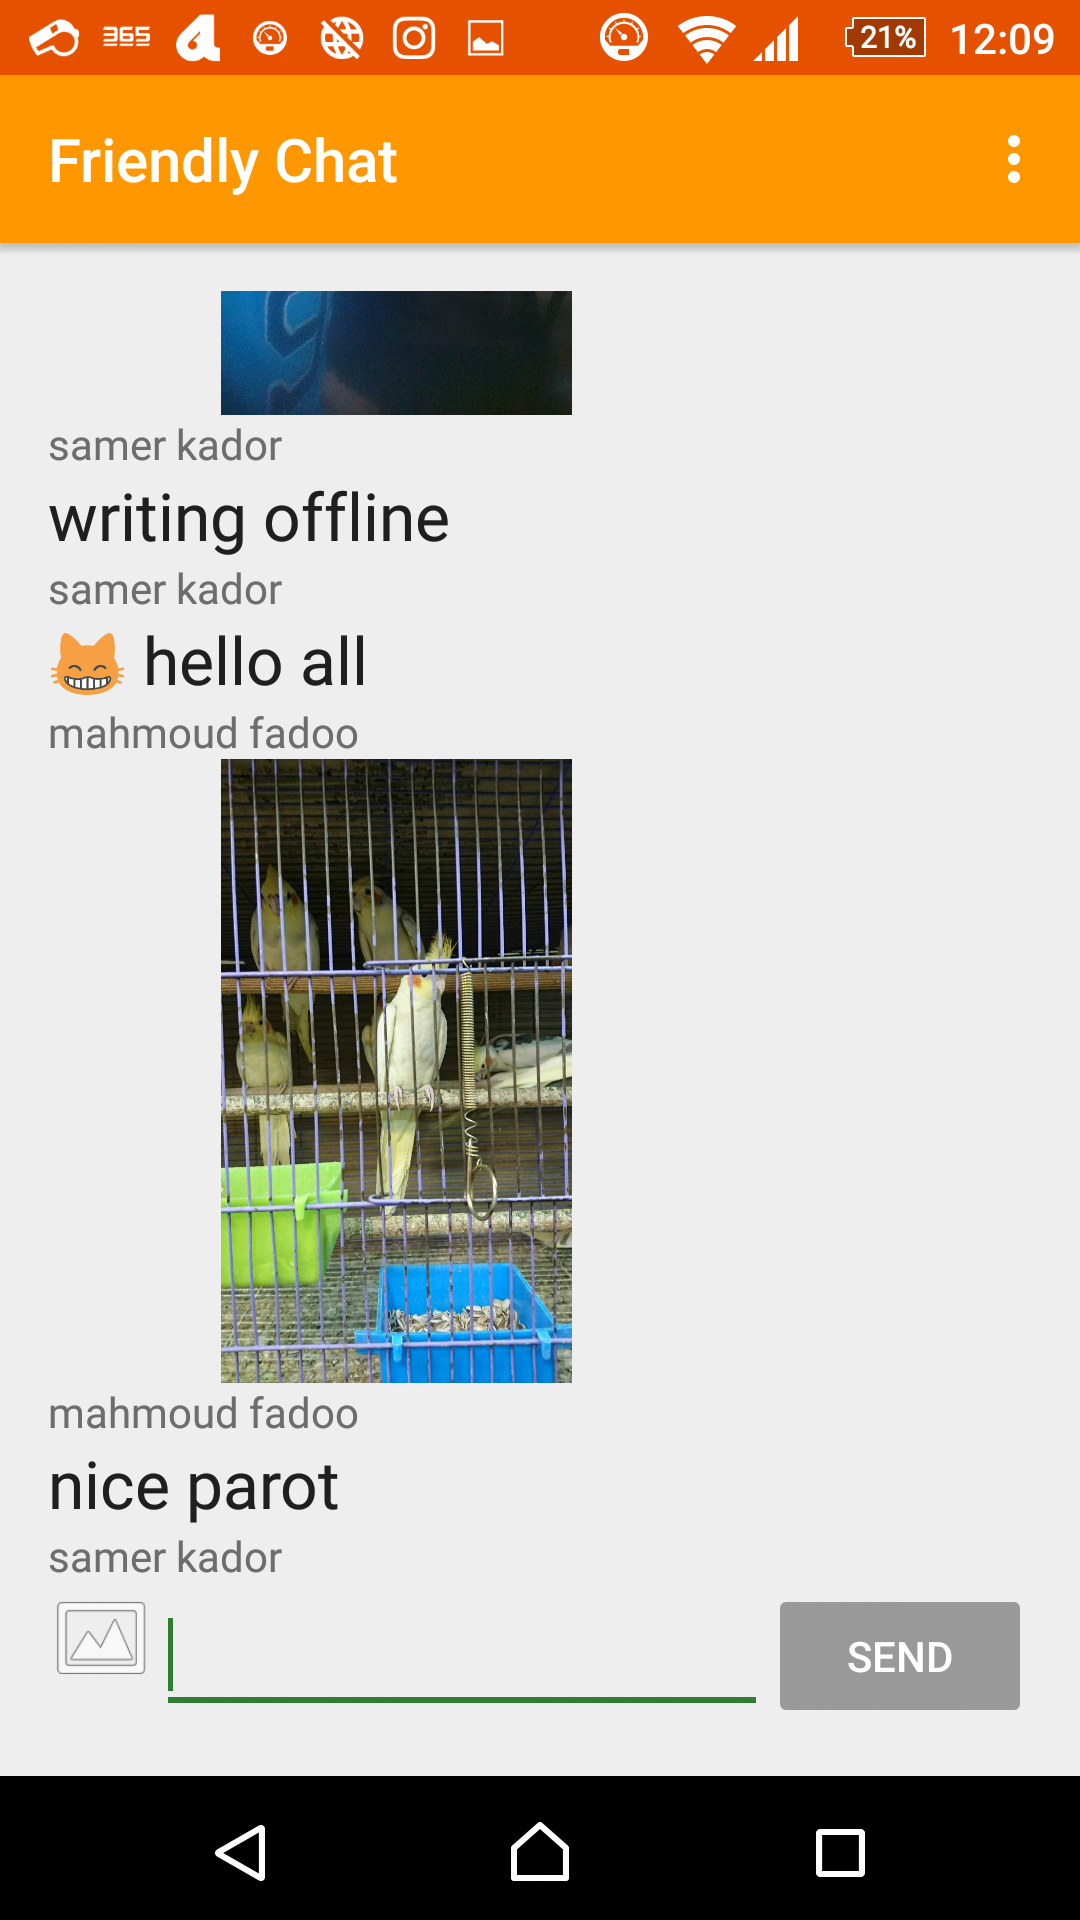 365
21%
12:09
Friendly Chat
samer kador
writing offline
samer kador
😸 hello all
mahmoud fadoo
mahmoud fadoo
nice parot
samer kador
SEND